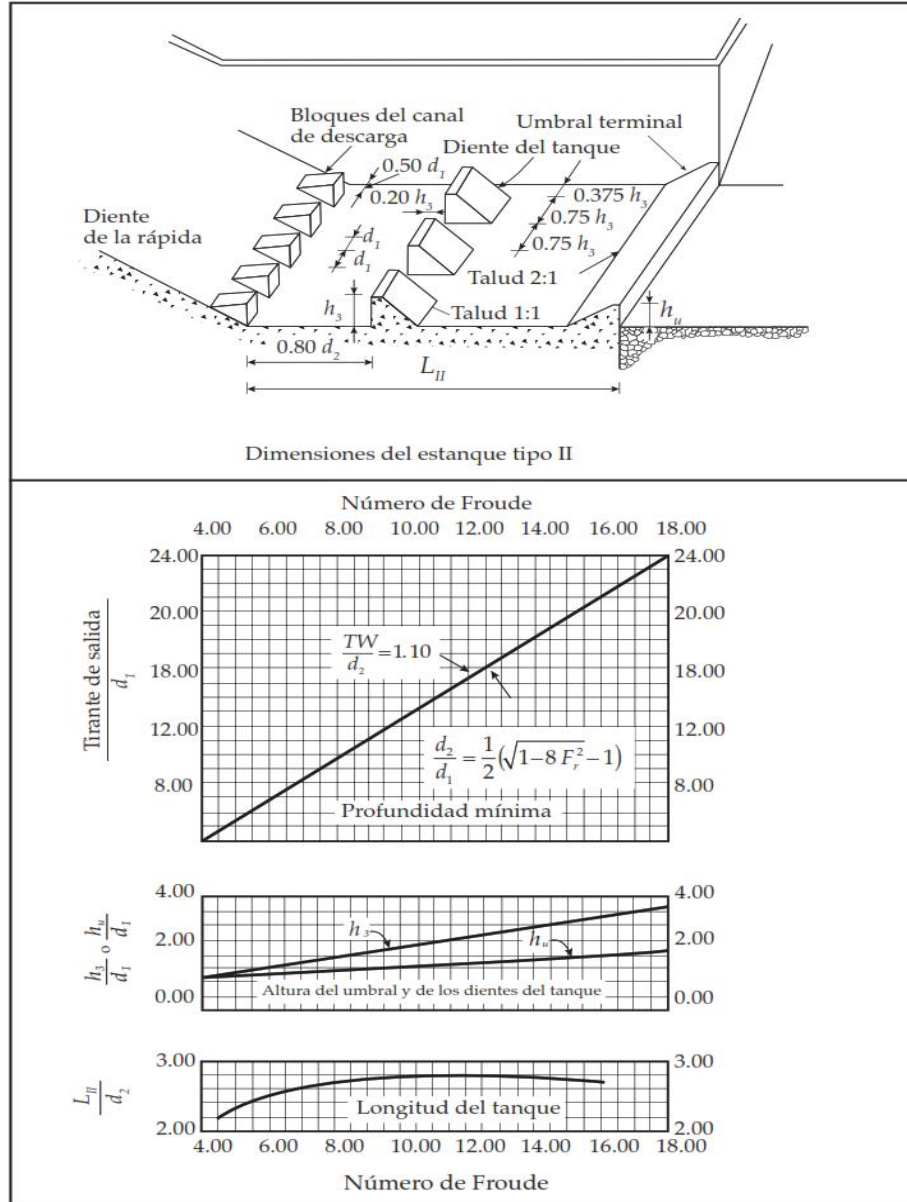 Bloques del canal
de descarga
Umbral terminal
Diente del tanque
0.50 d₁
0.20 h₃
0.375 h₃
0.75 h₃
0.75 h₃
Diente
de la rápida
d₁
d₁
Talud 2:1
h₃
Talud 1:1
hᵤ
0.80 d₂
L_II
Dimensiones del estanque tipo II
Número de Froude
4.00 6.00 8.00 10.00 12.00 14.00 16.00 18.00
24.00 24.00
20.00 20.00
TW/d₂ = 1.10
18.00 18.00
Tirante de salida / d₁
12.00 12.00
d₂/d₁ = 1/2 (√1–8 F_r² – 1)
8.00 8.00
Profundidad mínima
4.00 4.00
h₃
hᵤ
2.00 2.00
h₃/d₁ o hᵤ/d₁
Altura del umbral y de los dientes del tanque
0.00 0.00
3.00 3.00
L_II/d₂
Longitud del tanque
2.00 2.00
4.00 6.00 8.00 10.00 12.00 14.00 16.00 18.00
Número de Froude